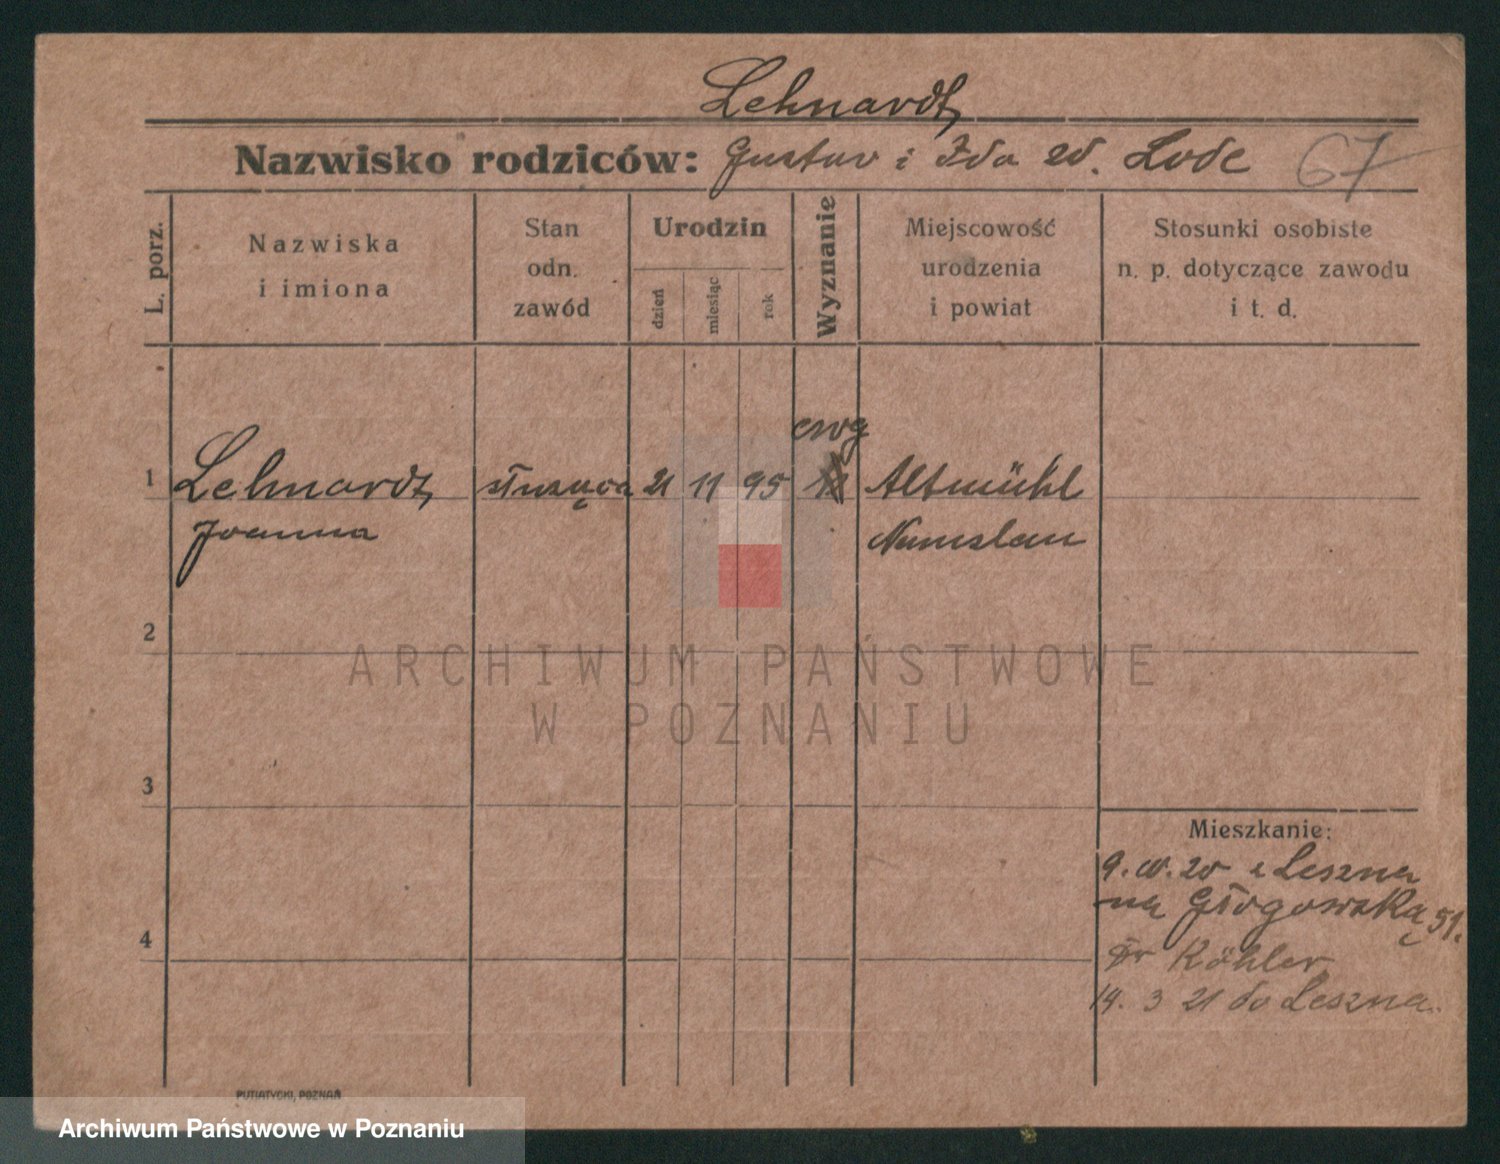 Lehnardt
Nazwisko rodziców: Gustav i Ida zd. Lode 67
L. porz.
Nazwiska
i imiona
Stan
odn.
zawód
Urodzin
dzień
miesiąc
rok
Wyznanie
Miejscowość
urodzenia
i powiat
Stosunki osobiste
n. p. dotyczące zawodu
i t. d.
ewg
1 Lehnardt służąca 21 11 95 Altmühl
Joanna Namslau
2
3
4
Mieszkanie:
9. 20 z Leszna
na Głogowską 51.
Dr Köhler
14. 3 21 do Leszna.
PUTIATYCKI, POZNAŃ
ARCHIWUM PAŃSTWOWE
W POZNANIU
Archiwum Państwowe w Poznaniu